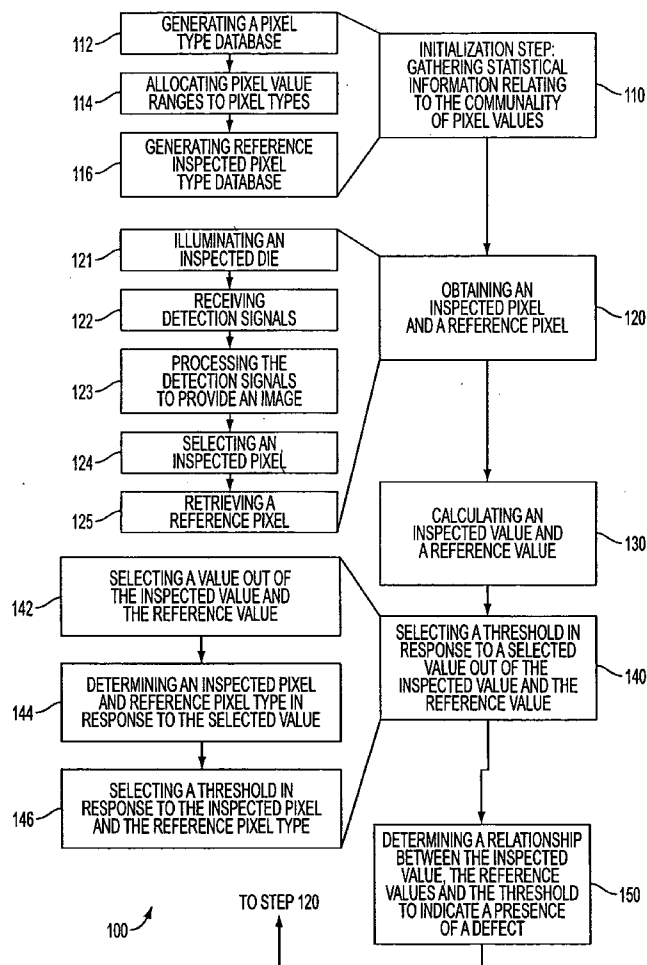 112
GENERATING A PIXEL
TYPE DATABASE
114
ALLOCATING PIXEL VALUE
RANGES TO PIXEL TYPES
116
GENERATING REFERENCE
INSPECTED PIXEL
TYPE DATABASE
INITIALIZATION STEP:
GATHERING STATISTICAL
INFORMATION RELATING
TO THE COMMUNALITY
OF PIXEL VALUES
110
121
ILLUMINATING AN
INSPECTED DIE
122
RECEIVING
DETECTION SIGNALS
123
PROCESSING THE
DETECTION SIGNALS
TO PROVIDE AN IMAGE
124
SELECTING AN
INSPECTED PIXEL
125
RETRIEVING A
REFERENCE PIXEL
OBTAINING AN
INSPECTED PIXEL
AND A REFERENCE PIXEL
120
CALCULATING AN
INSPECTED VALUE AND
A REFERENCE VALUE
130
142
SELECTING A VALUE OUT OF
THE INSPECTED VALUE AND
THE REFERENCE VALUE
144
DETERMINING AN INSPECTED PIXEL
AND REFERENCE PIXEL TYPE IN
RESPONSE TO THE SELECTED VALUE
146
SELECTING A THRESHOLD IN
RESPONSE TO THE INSPECTED PIXEL
AND THE REFERENCE PIXEL TYPE
SELECTING A THRESHOLD IN
RESPONSE TO A SELECTED
VALUE OUT OF THE
INSPECTED VALUE AND THE
REFERENCE VALUE
140
DETERMINING A RELATIONSHIP
BETWEEN THE INSPECTED
VALUE, THE REFERENCE
VALUES AND THE THRESHOLD
TO INDICATE A PRESENCE
OF A DEFECT
150
100
TO STEP 120